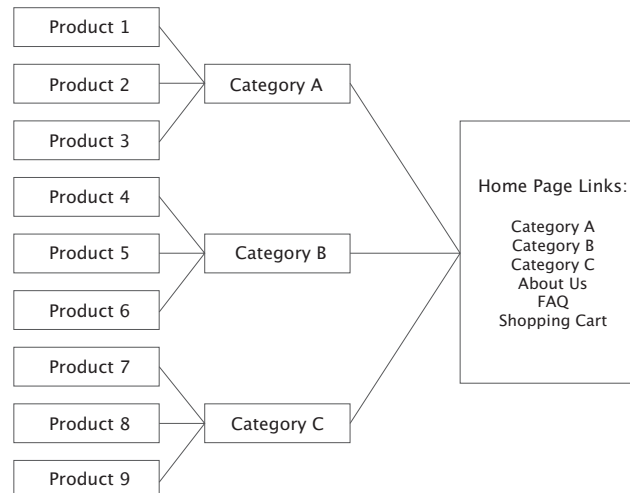 Product 1
Product 2
Product 3
Product 4
Product 5
Product 6
Product 7
Product 8
Product 9
Category A
Category B
Category C
Home Page Links:
Category A
Category B
Category C
About Us
FAQ
Shopping Cart